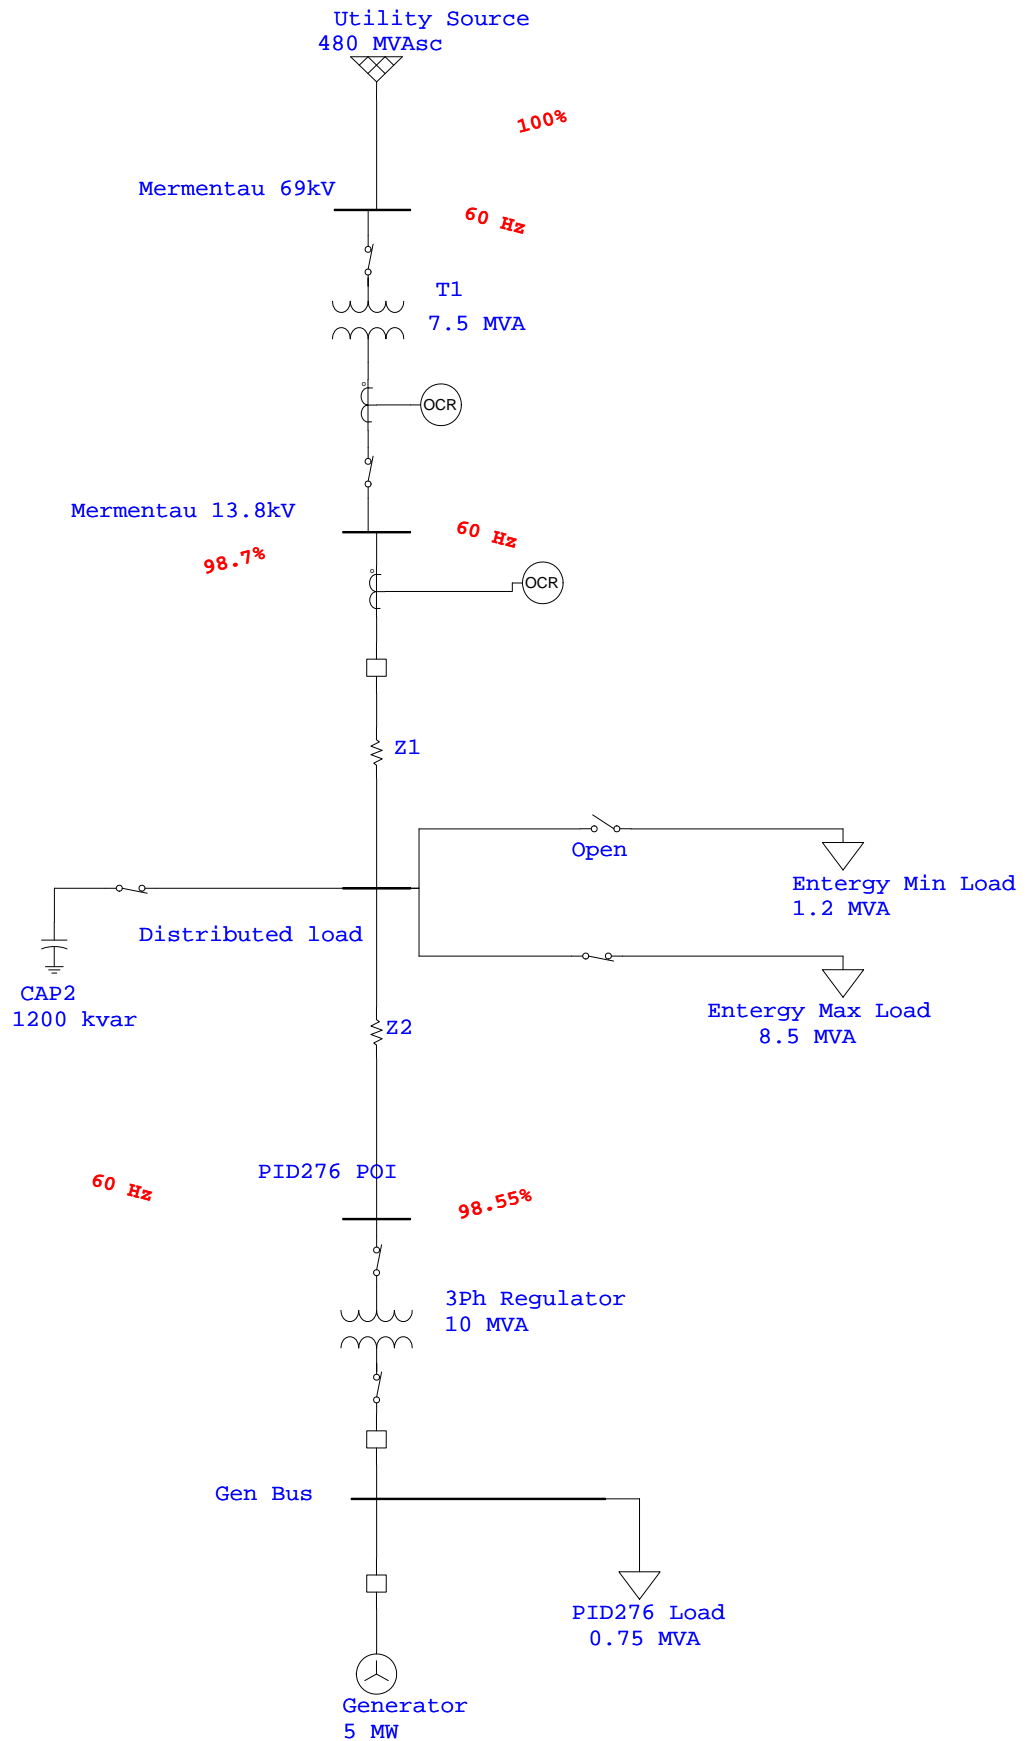 Utility Source
480 MVAsc
100%
Mermentau 69kV
60 Hz
T1
7.5 MVA
OCR
Mermentau 13.8kV
60 Hz
98.7%
OCR
Z1
Open
Entergy Min Load
1.2 MVA
Distributed load
CAP2
1200 kvar
Entergy Max Load
8.5 MVA
Z2
PID276 POI
60 Hz
98.55%
3Ph Regulator
10 MVA
Gen Bus
PID276 Load
0.75 MVA
Generator
5 MW